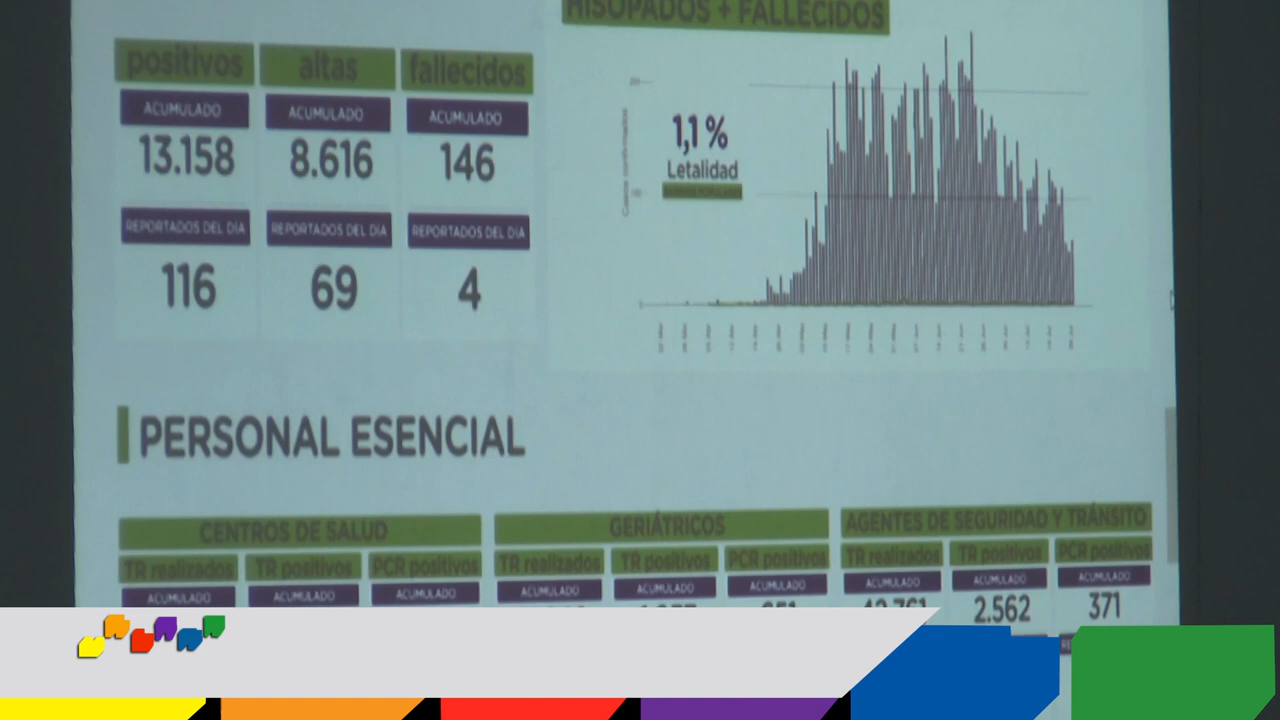 HISOPADOS + FALLECIDOS
positivos altas fallecidos
ACUMULADO ACUMULADO ACUMULADO
13.158 8.616 146
REPORTADOS DEL DÍA REPORTADOS DEL DÍA REPORTADOS DEL DÍA
116 69 4
1,1 %
Letalidad
Casos confirmados
PERSONAL ESENCIAL
CENTROS DE SALUD GERIÁTRICOS AGENTES DE SEGURIDAD Y TRÁNSITO
TR realizados TR positivos PCR positivos TR realizados TR positivos PCR positivos TR realizados TR positivos PCR positivos
ACUMULADO ACUMULADO ACUMULADO ACUMULADO ACUMULADO ACUMULADO ACUMULADO ACUMULADO ACUMULADO
2.562 371